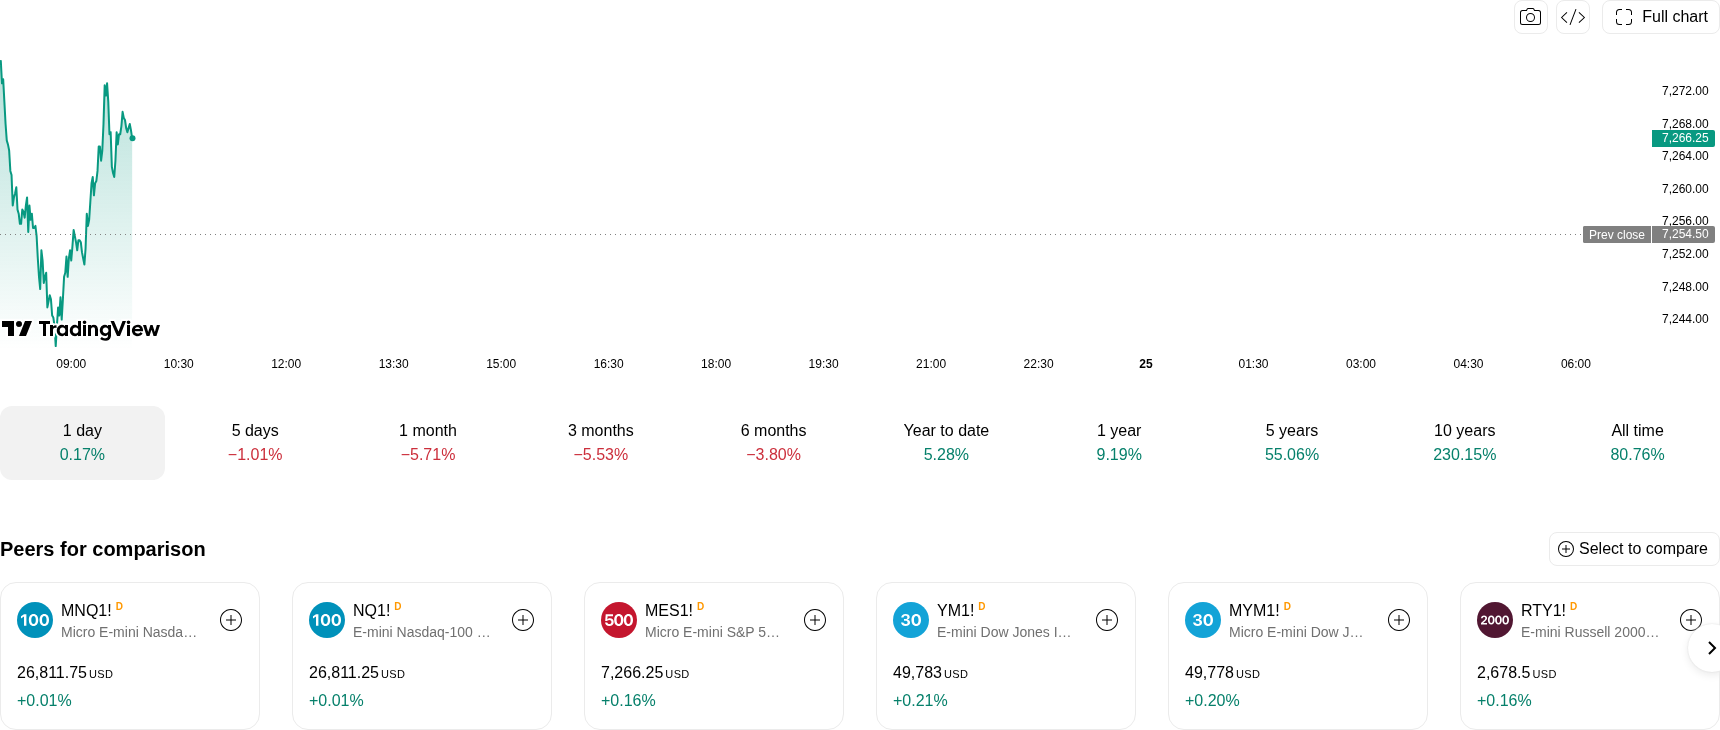 Full chart
7,272.00
7,268.00
7,266.25
7,264.00
7,260.00
7,256.00
Prev close 7,254.50
7,252.00
7,248.00
7,244.00
TradingView
09:00 10:30 12:00 13:30 15:00 16:30 18:00 19:30 21:00 22:30 25 01:30 03:00 04:30 06:00
1 day 5 days 1 month 3 months 6 months Year to date 1 year 5 years 10 years All time
0.17% −1.01% −5.71% −5.53% −3.80% 5.28% 9.19% 55.06% 230.15% 80.76%
Peers for comparison
Select to compare
100 MNQ1! D
Micro E-mini Nasda…
26,811.75 USD
+0.01%
100 NQ1! D
E-mini Nasdaq-100 …
26,811.25 USD
+0.01%
500 MES1! D
Micro E-mini S&P 5…
7,266.25 USD
+0.16%
30 YM1! D
E-mini Dow Jones I…
49,783 USD
+0.21%
30 MYM1! D
Micro E-mini Dow J…
49,778 USD
+0.20%
2000 RTY1! D
E-mini Russell 2000…
2,678.5 USD
+0.16%